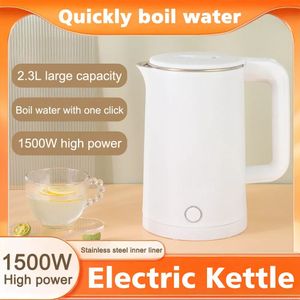 Quickly boil water
2.3L large capacity
Boil water with one click
1500W high power
Stainless steel inner liner
1500W
High power
Electric Kettle